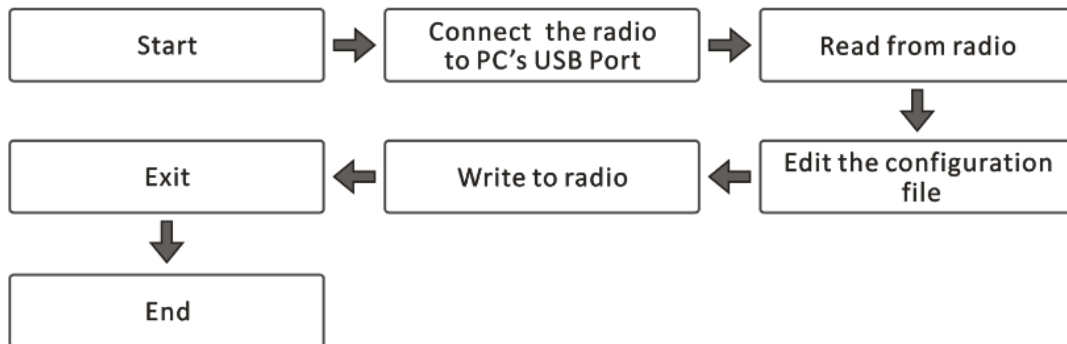 Start
Connect the radio
to PC's USB Port
Read from radio
Edit the configuration
file
Write to radio
Exit
End